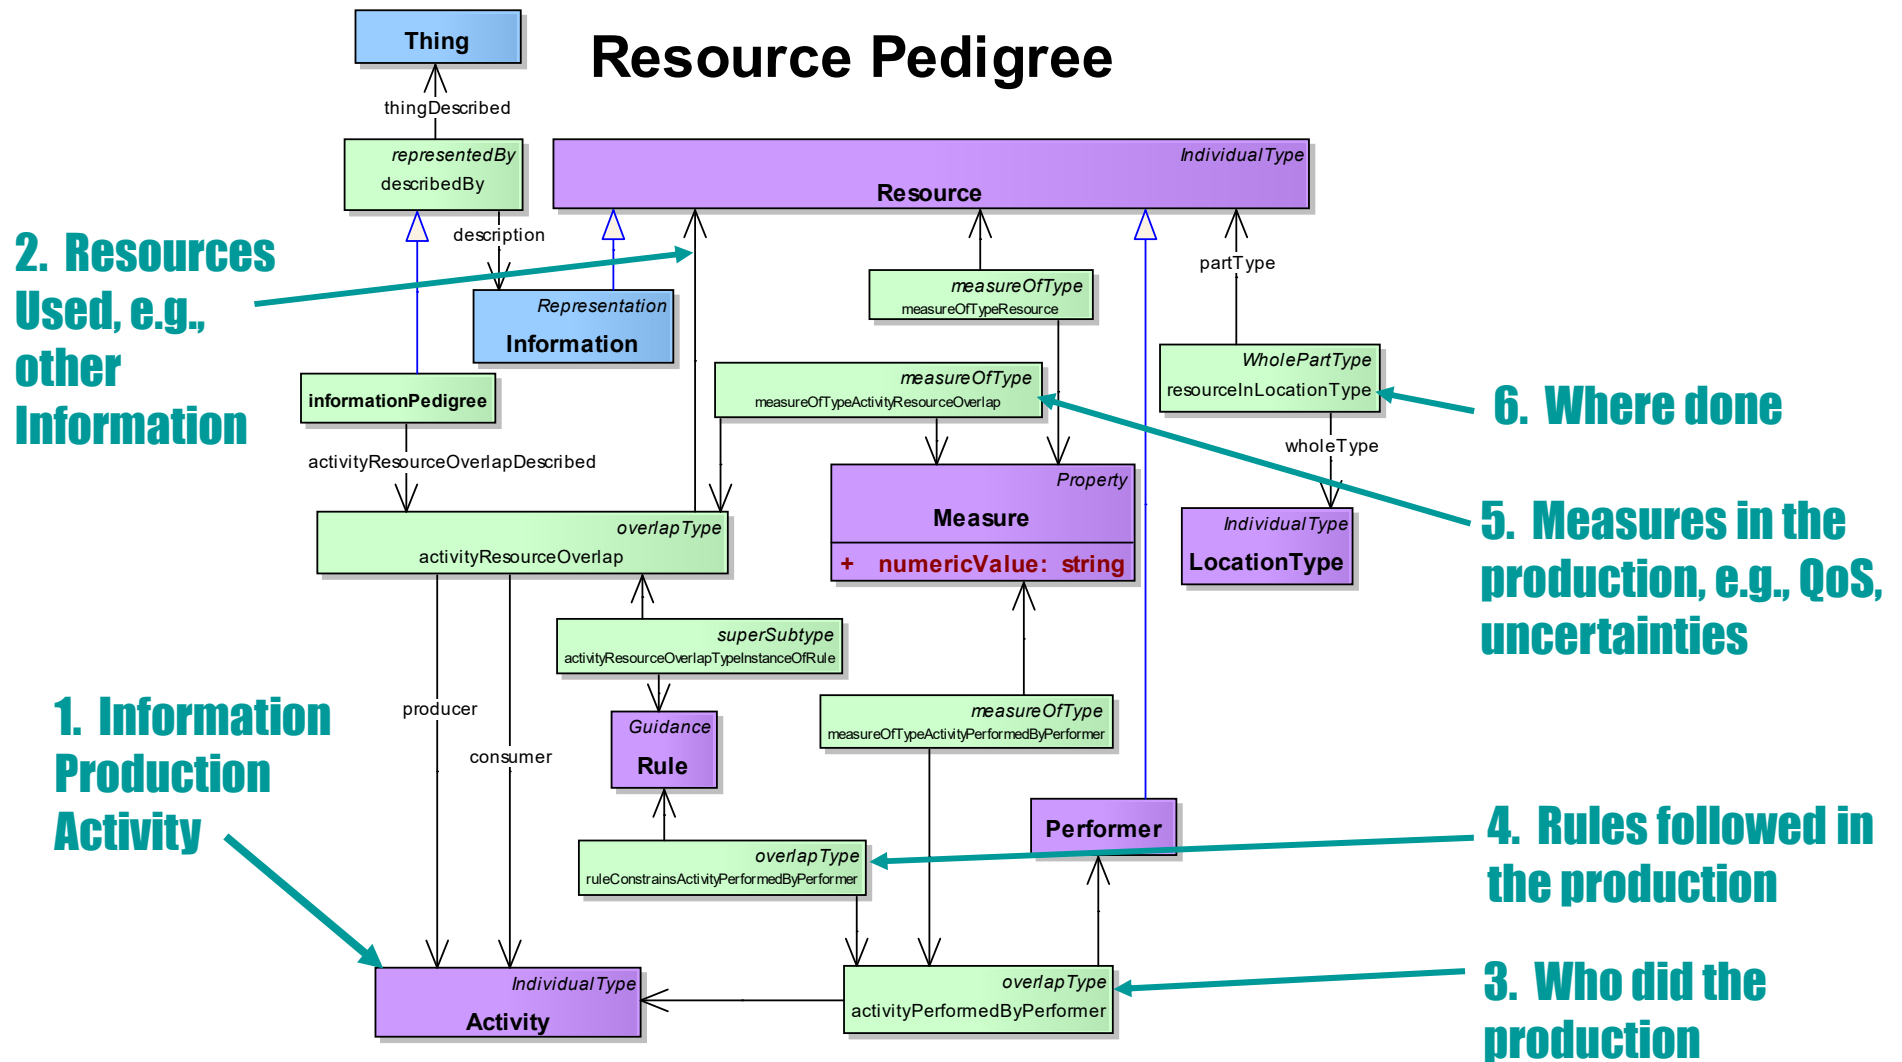 Resource Pedigree
Thing
thingDescribed
representedBy
describedBy
description
IndividualType
Resource
2. Resources
Used, e.g.,
other
Information
Representation
Information
measureOfType
measureOfTypeResource
partType
WholePartType
resourceInLocationType
6. Where done
informationPedigree
measureOfType
measureOfTypeActivityResourceOverlap
wholeType
activityResourceOverlapDescribed
Property
Measure
+ numericValue: string
IndividualType
LocationType
5. Measures in the
production, e.g., QoS,
uncertainties
overlapType
activityResourceOverlap
superSubtype
activityResourceOverlapTypeInstanceOfRule
producer
consumer
1. Information
Production
Activity
Guidance
Rule
measureOfType
measureOfTypeActivityPerformedByPerformer
Performer
4. Rules followed in
the production
overlapType
ruleConstrainsActivityPerformedByPerformer
IndividualType
Activity
overlapType
activityPerformedByPerformer
3. Who did the
production